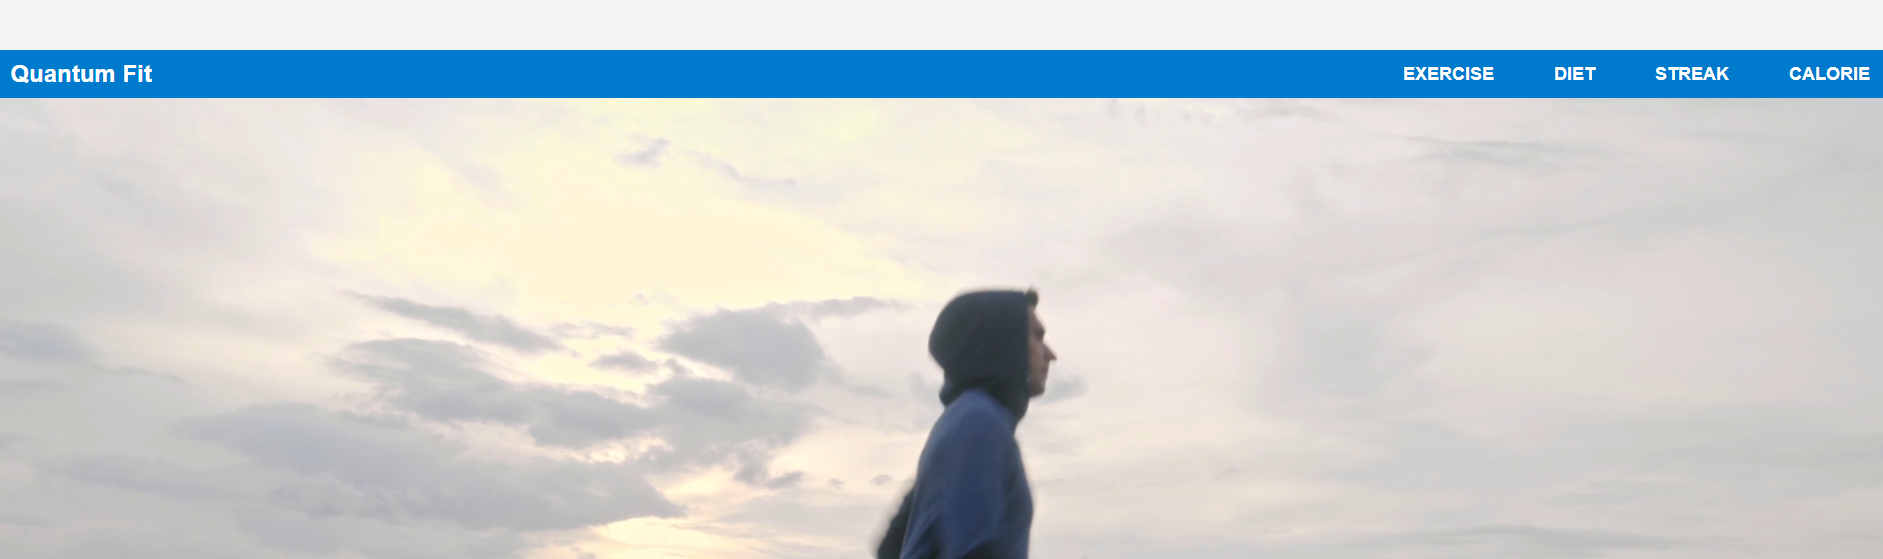 Quantum Fit EXERCISE DIET STREAK CALORIE